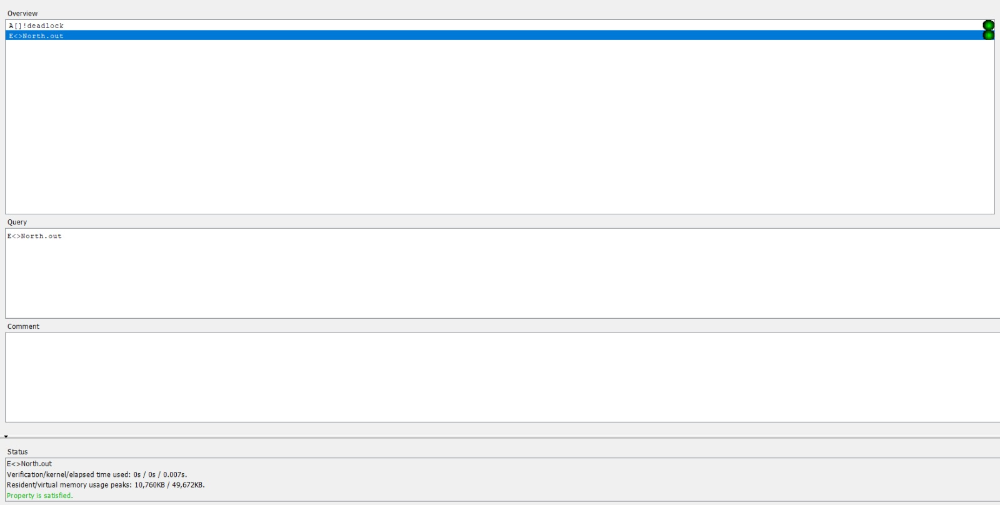 Overview
A[]!deadlock
E<>North.out
Query
E<>North.out
Comment
Status
E<>North.out
Verification/kernel/elapsed time used: 0s / 0s / 0.007s.
Resident/virtual memory usage peaks: 10,760KB / 49,672KB.
Property is satisfied.